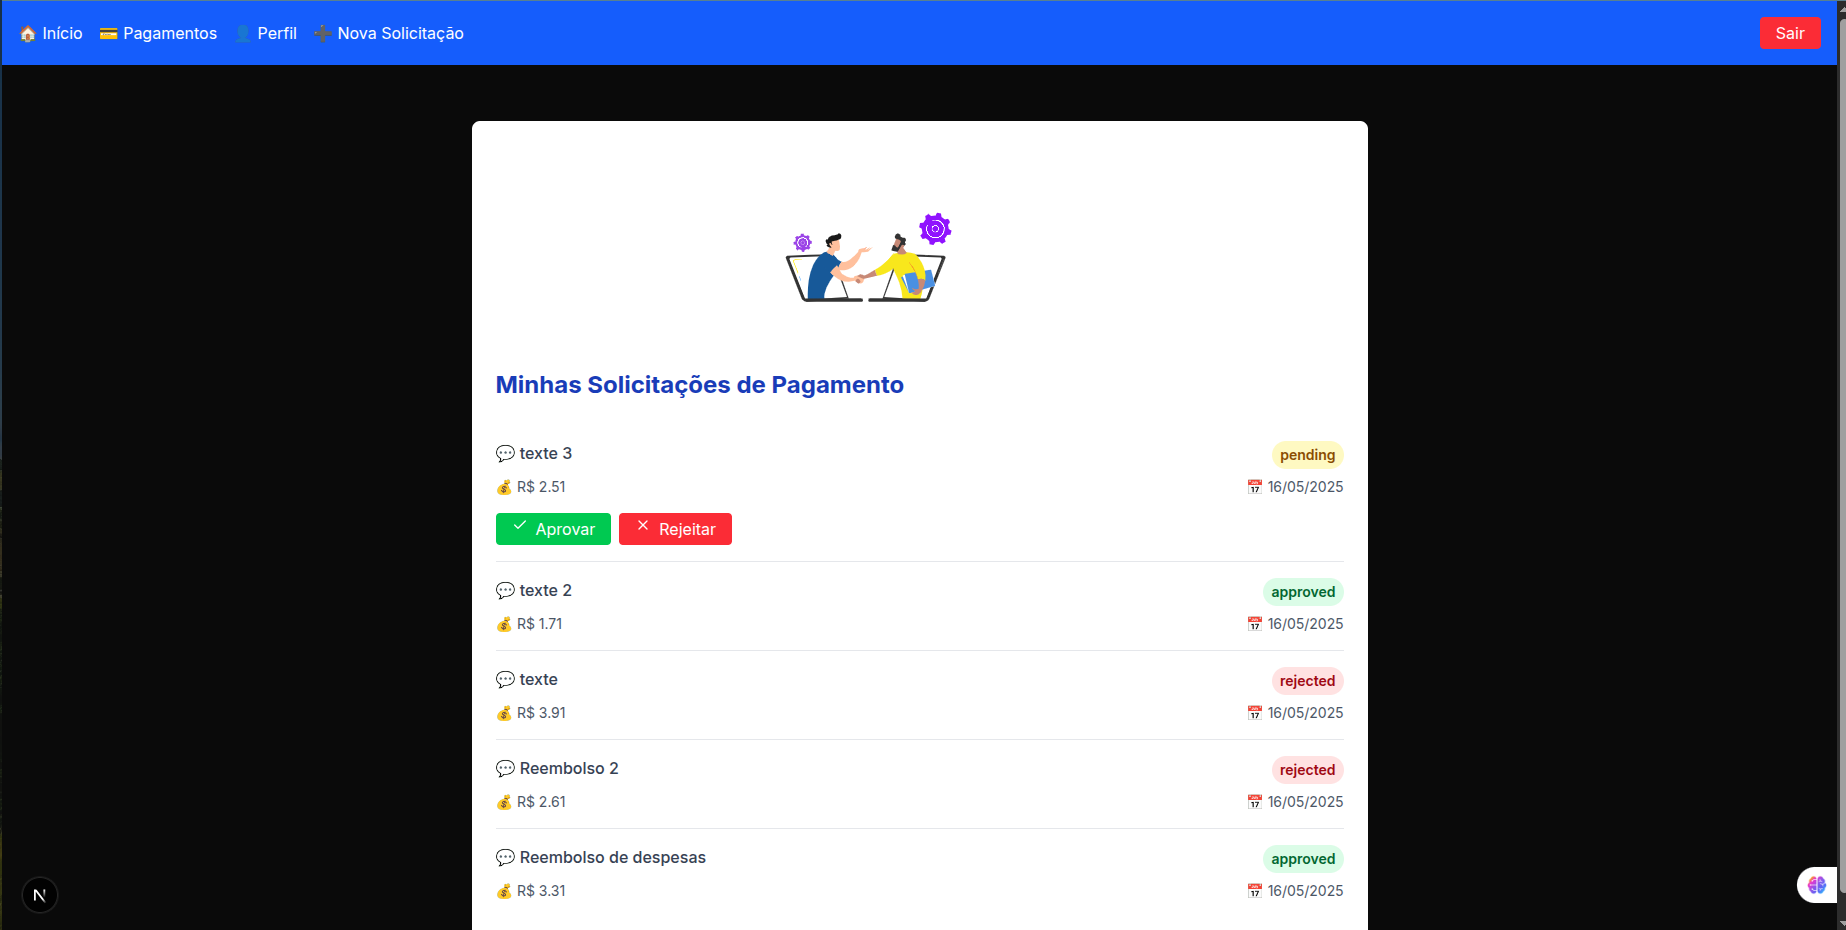 🏠 Início 💳 Pagamentos 👤 Perfil ➕ Nova Solicitação Sair
Minhas Solicitações de Pagamento
💬 texte 3 pending
💰 R$ 2.51 📅 16/05/2025
✓ Aprovar ✕ Rejeitar
💬 texte 2 approved
💰 R$ 1.71 📅 16/05/2025
💬 texte rejected
💰 R$ 3.91 📅 16/05/2025
💬 Reembolso 2 rejected
💰 R$ 2.61 📅 16/05/2025
💬 Reembolso de despesas approved
💰 R$ 3.31 📅 16/05/2025
N